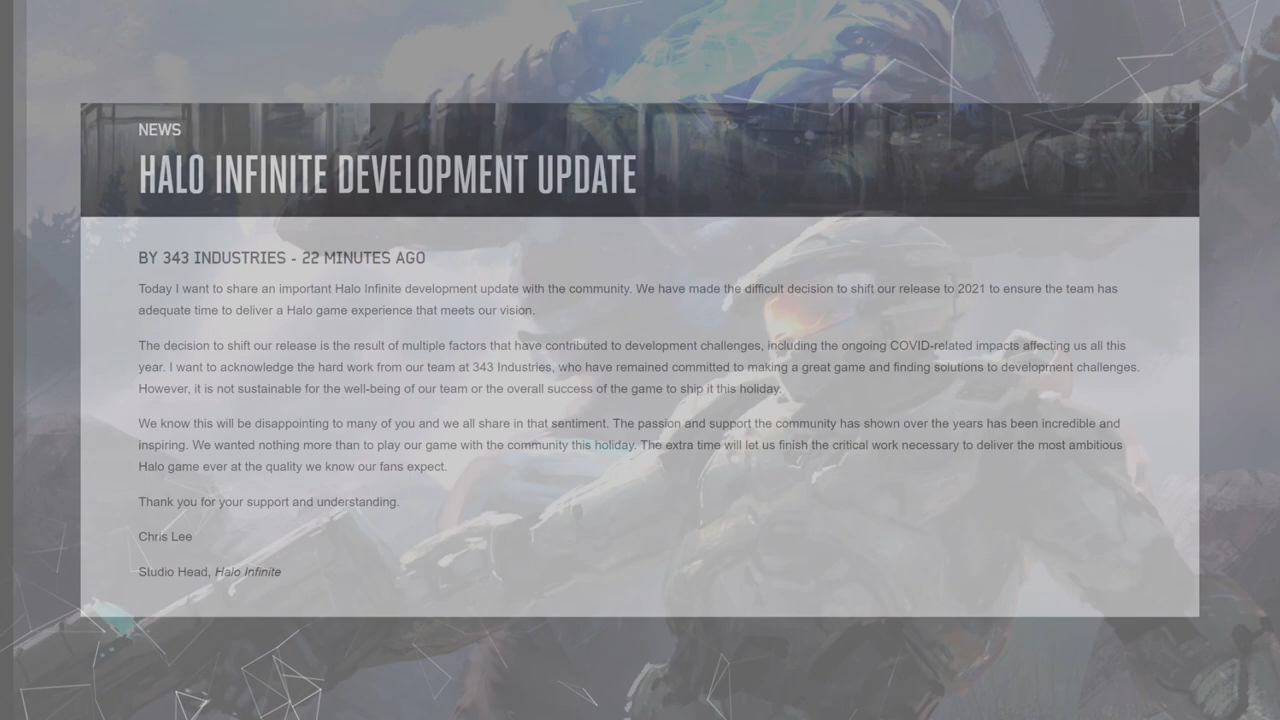 NEWS
HALO INFINITE DEVELOPMENT UPDATE
BY 343 INDUSTRIES - 22 MINUTES AGO
Today I want to share an important Halo Infinite development update with the community. We have made the difficult decision to shift our release to 2021 to ensure the team has
adequate time to deliver a Halo game experience that meets our vision.
The decision to shift our release is the result of multiple factors that have contributed to development challenges, including the ongoing COVID-related impacts affecting us all this
year. I want to acknowledge the hard work from our team at 343 Industries, who have remained committed to making a great game and finding solutions to development challenges.
However, it is not sustainable for the well-being of our team or the overall success of the game to ship it this holiday.
We know this will be disappointing to many of you and we all share in that sentiment. The passion and support the community has shown over the years has been incredible and
inspiring. We wanted nothing more than to play our game with the community this holiday. The extra time will let us finish the critical work necessary to deliver the most ambitious
Halo game ever at the quality we know our fans expect.
Thank you for your support and understanding.
Chris Lee
Studio Head, Halo Infinite